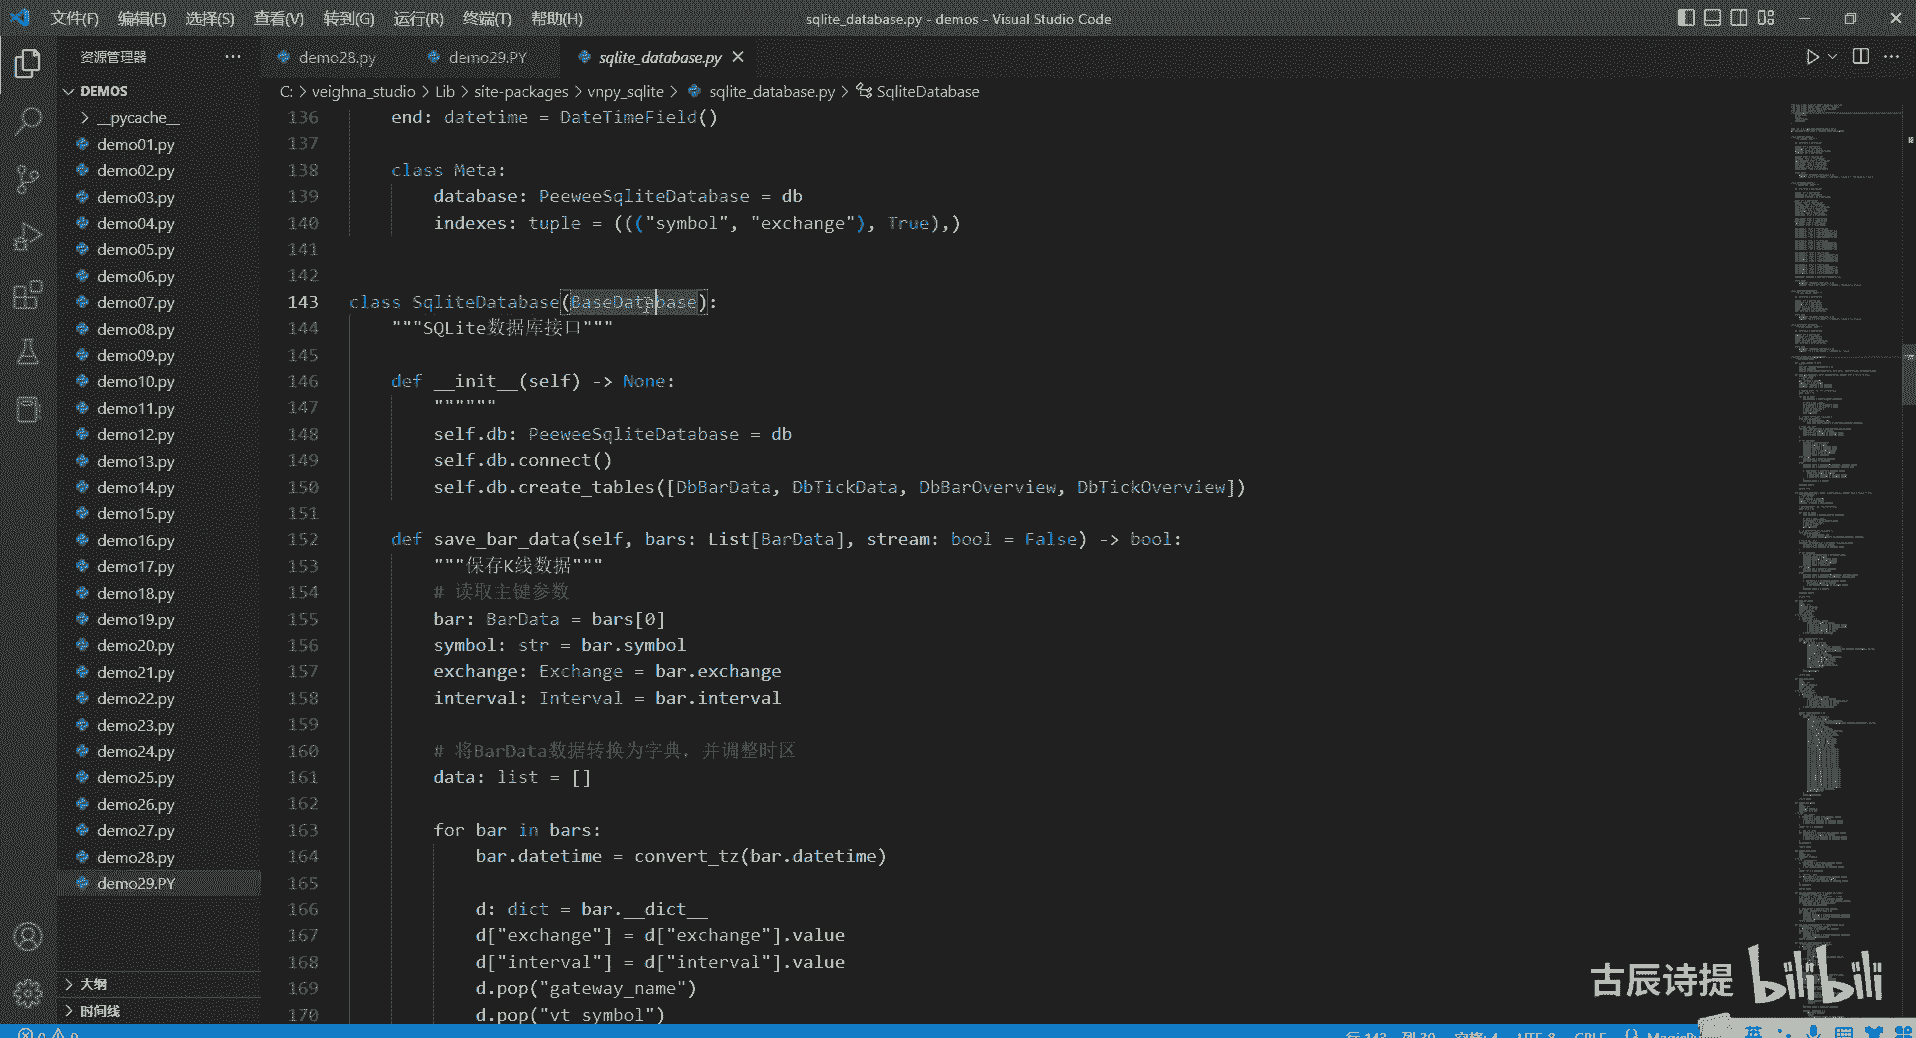 文件(F) 编辑(E) 选择(S) 查看(V) 转到(G) 运行(R) 终端(T) 帮助(H) sqlite_database.py - demos - Visual Studio Code
资源管理器 demo28.py demo29.PY sqlite_database.py
C: > veighna_studio > Lib > site-packages > vnpy_sqlite > sqlite_database.py > SqliteDatabase
DEMOS
__pycache__
demo01.py
demo02.py
demo03.py
demo04.py
demo05.py
demo06.py
demo07.py
demo08.py
demo09.py
demo10.py
demo11.py
demo12.py
demo13.py
demo14.py
demo15.py
demo16.py
demo17.py
demo18.py
demo19.py
demo20.py
demo21.py
demo22.py
demo23.py
demo24.py
demo25.py
demo26.py
demo27.py
demo28.py
demo29.PY
大纲
时间线
136 end: datetime = DateTimeField()
137
138 class Meta:
139 database: PeeweeSqliteDatabase = db
140 indexes: tuple = ((("symbol", "exchange"), True),)
141
142
143 class SqliteDatabase(BaseDatabase):
144 """SQLite数据库接口"""
145
146 def __init__(self) -> None:
147 """"""
148 self.db: PeeweeSqliteDatabase = db
149 self.db.connect()
150 self.db.create_tables([DbBarData, DbTickData, DbBarOverview, DbTickOverview])
151
152 def save_bar_data(self, bars: List[BarData], stream: bool = False) -> bool:
153 """保存K线数据"""
154 # 读取主键参数
155 bar: BarData = bars[0]
156 symbol: str = bar.symbol
157 exchange: Exchange = bar.exchange
158 interval: Interval = bar.interval
159
160 # 将BarData数据转换为字典，并调整时区
161 data: list = []
162
163 for bar in bars:
164 bar.datetime = convert_tz(bar.datetime)
165
166 d: dict = bar.__dict__
167 d["exchange"] = d["exchange"].value
168 d["interval"] = d["interval"].value
169 d.pop("gateway_name")
170 d.pop("vt_symbol")
古辰诗提 bilibili
行 143, 列 30 空格: 4 UTF-8 CRLF
英